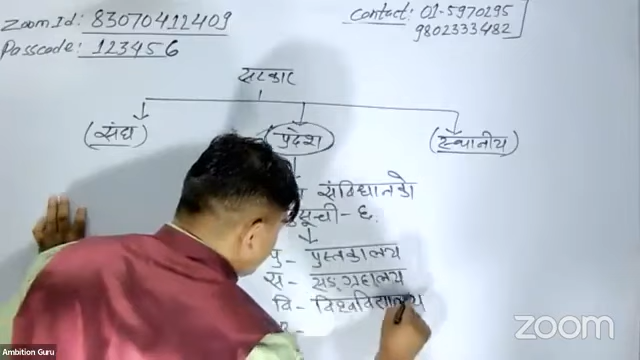 Zoom Id: 83070412409
Passcode: 123456
Contact: 01-5970295
9802333482
सरकार
(संघ)
प्रदेश
(स्थानीय)
संविधानको
सूची - ६.
पु - पुस्तकालय
स - सङ्ग्रहालय
वि - विश्वविद्यालय
Ambition Guru
zoom